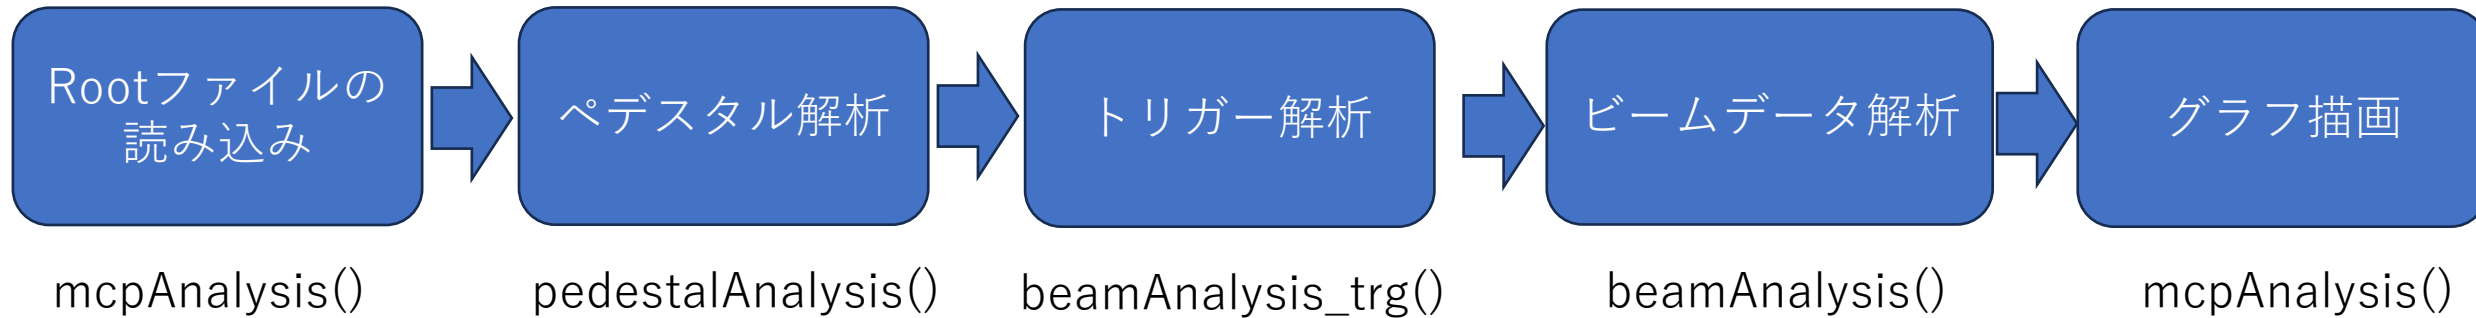 Rootファイルの
読み込み
ペデスタル解析
トリガー解析
ビームデータ解析
グラフ描画
mcpAnalysis()
pedestalAnalysis()
beamAnalysis_trg()
beamAnalysis()
mcpAnalysis()